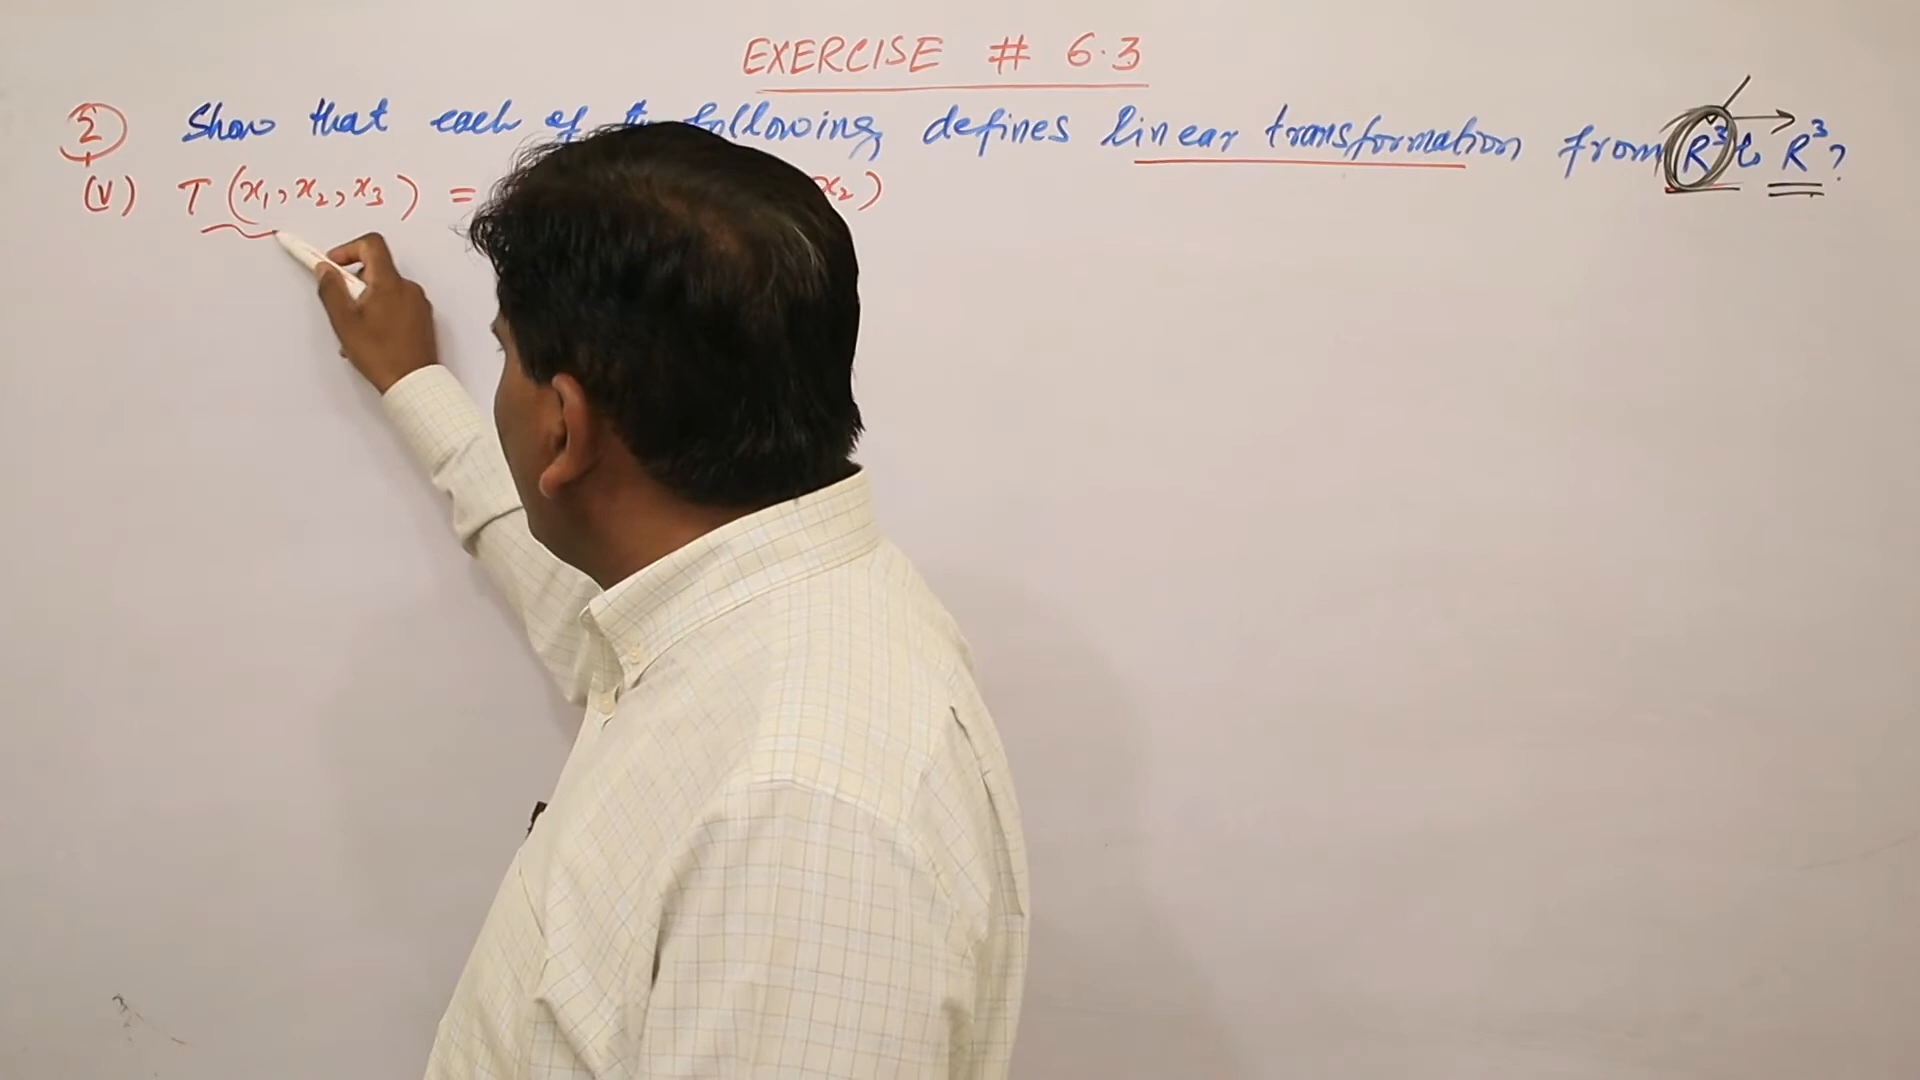 EXERCISE # 6.3
2 Show that each of following defines linear transformation from R³ to R³?
(V) T (x₁, x₂, x₃) = x₂)